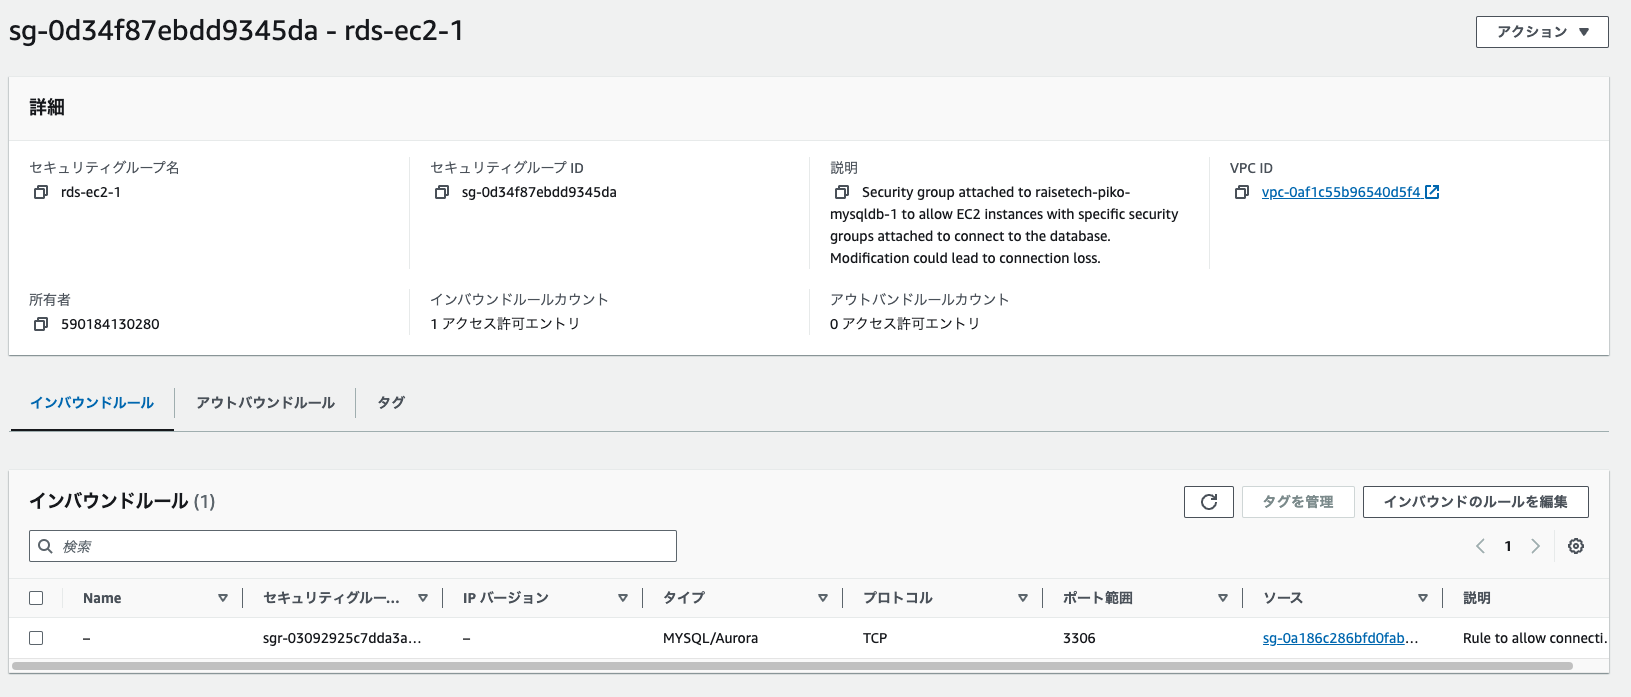 sg-0d34f87ebdd9345da - rds-ec2-1
アクション ▼
詳細
セキュリティグループ名
rds-ec2-1
セキュリティグループ ID
sg-0d34f87ebdd9345da
説明
Security group attached to raisetech-piko-
mysqldb-1 to allow EC2 instances with specific security
groups attached to connect to the database.
Modification could lead to connection loss.
VPC ID
vpc-0af1c55b96540d5f4
所有者
590184130280
インバウンドルールカウント
1 アクセス許可エントリ
アウトバンドルールカウント
0 アクセス許可エントリ
インバウンドルール
アウトバウンドルール
タグ
インバウンドルール (1)
タグを管理
インバウンドのルールを編集
検索
1
Name
セキュリティグルー...
IP バージョン
タイプ
プロトコル
ポート範囲
ソース
説明
–
sgr-03092925c7dda3a...
–
MYSQL/Aurora
TCP
3306
sg-0a186c286bfd0fab...
Rule to allow connecti.